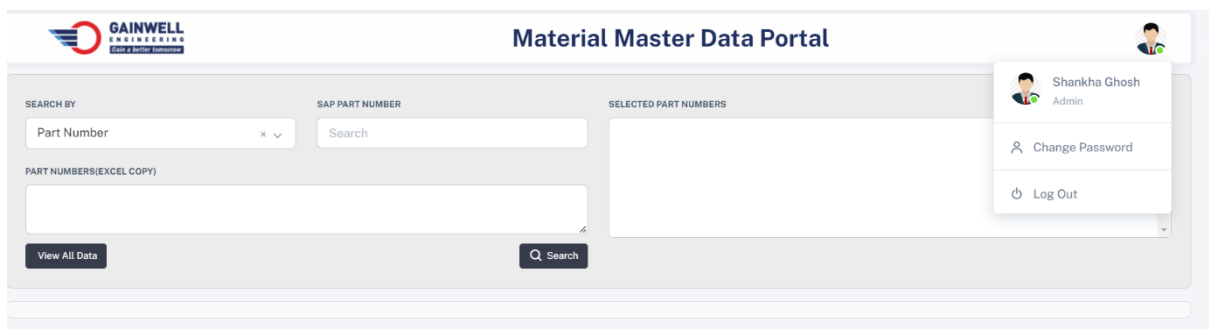 GAINWELL
ENGINEERING
Gain a better tomorrow
Material Master Data Portal
Shankha Ghosh
Admin
Change Password
Log Out
SEARCH BY
SAP PART NUMBER
SELECTED PART NUMBERS
Part Number
Search
PART NUMBERS(EXCEL COPY)
View All Data
Search